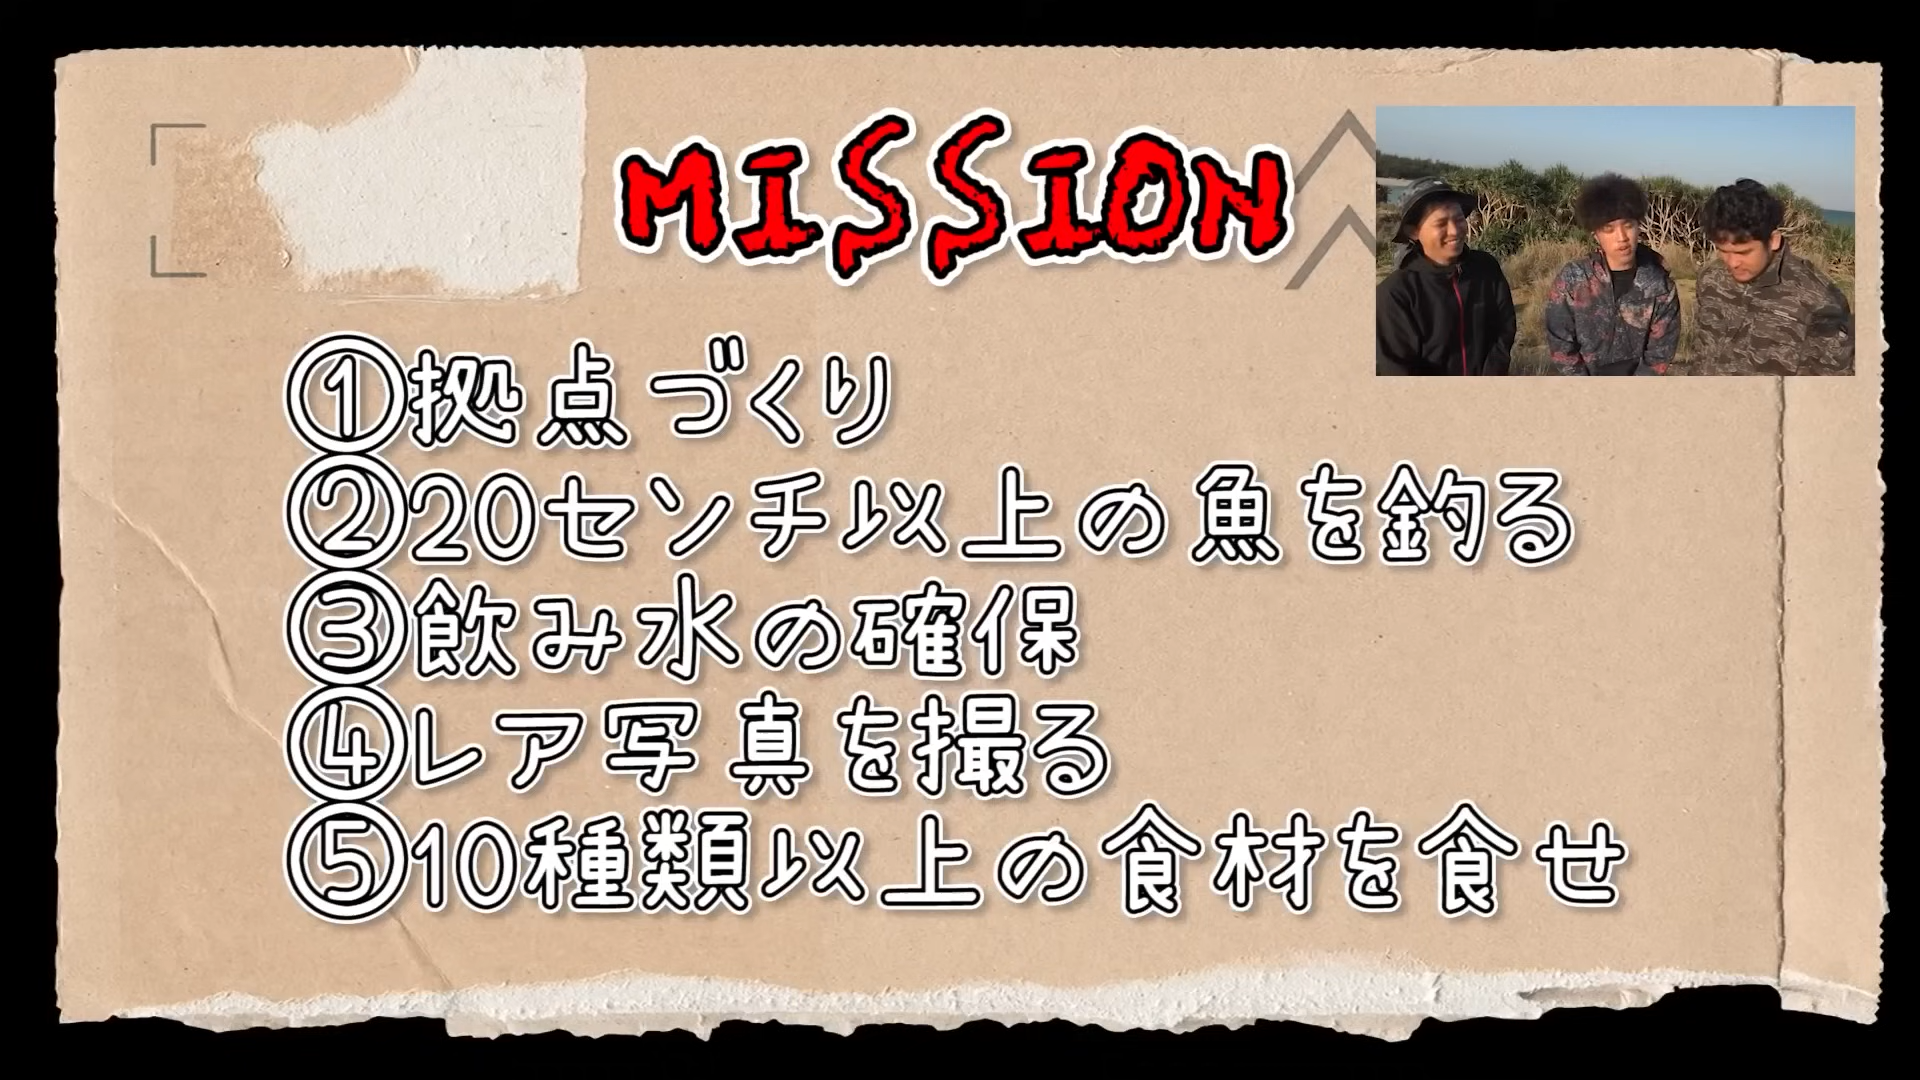 MISSION
①拠点づくり
②20センチ以上の魚を釣る
③飲み水の確保
④レア写真を撮る
⑤10種類以上の食材を食せ